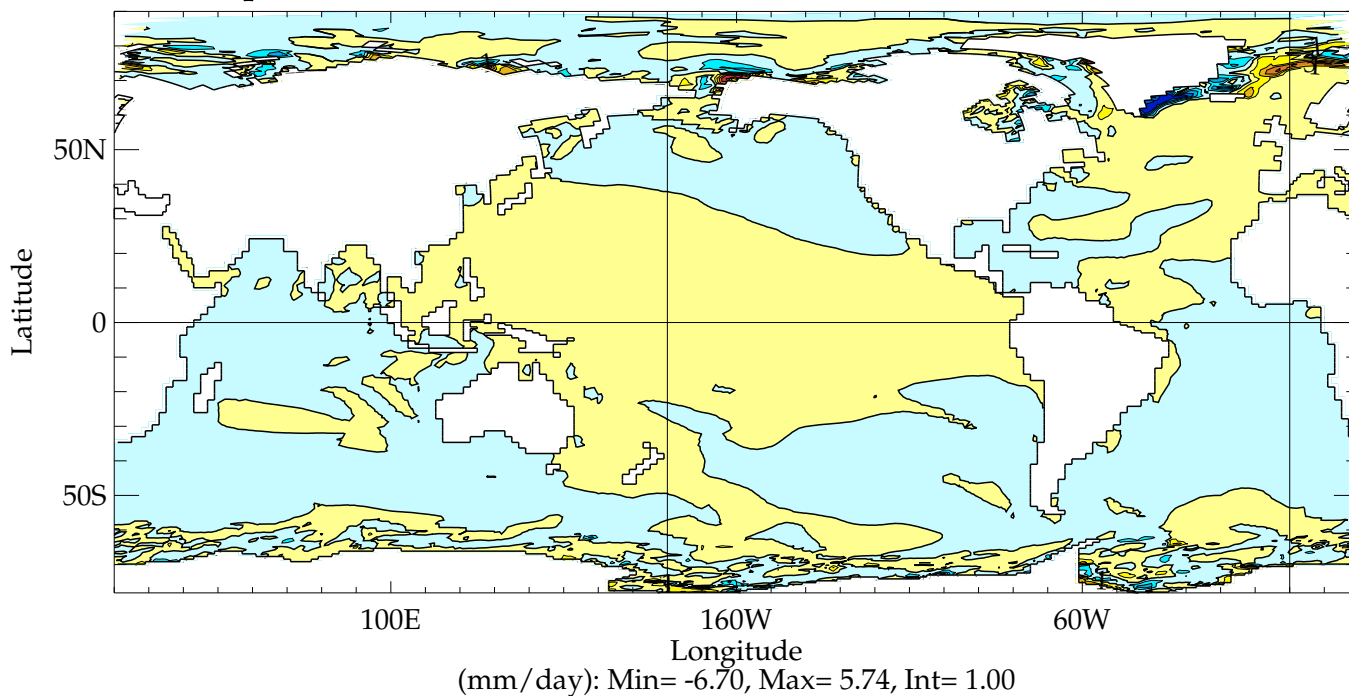 Latitude
50N
0
50S
100E
160W
60W
Longitude
(mm/day): Min= -6.70, Max= 5.74, Int= 1.00